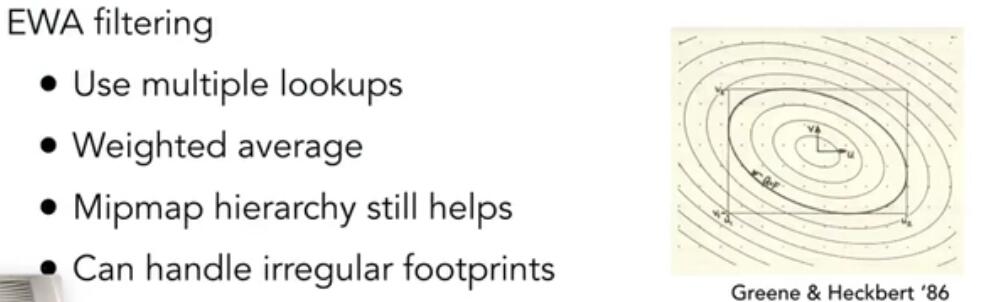 EWA filtering
• Use multiple lookups
• Weighted average
• Mipmap hierarchy still helps
• Can handle irregular footprints
V
U
Greene & Heckbert '86